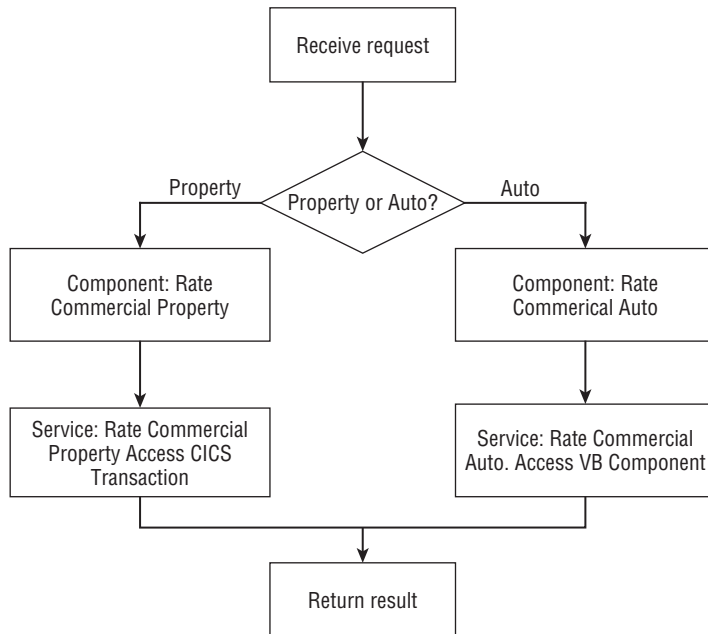 Receive request
Property
Property or Auto?
Auto
Component: Rate
Commercial Property
Component: Rate
Commerical Auto
Service: Rate Commercial
Property Access CICS
Transaction
Service: Rate Commercial
Auto. Access VB Component
Return result